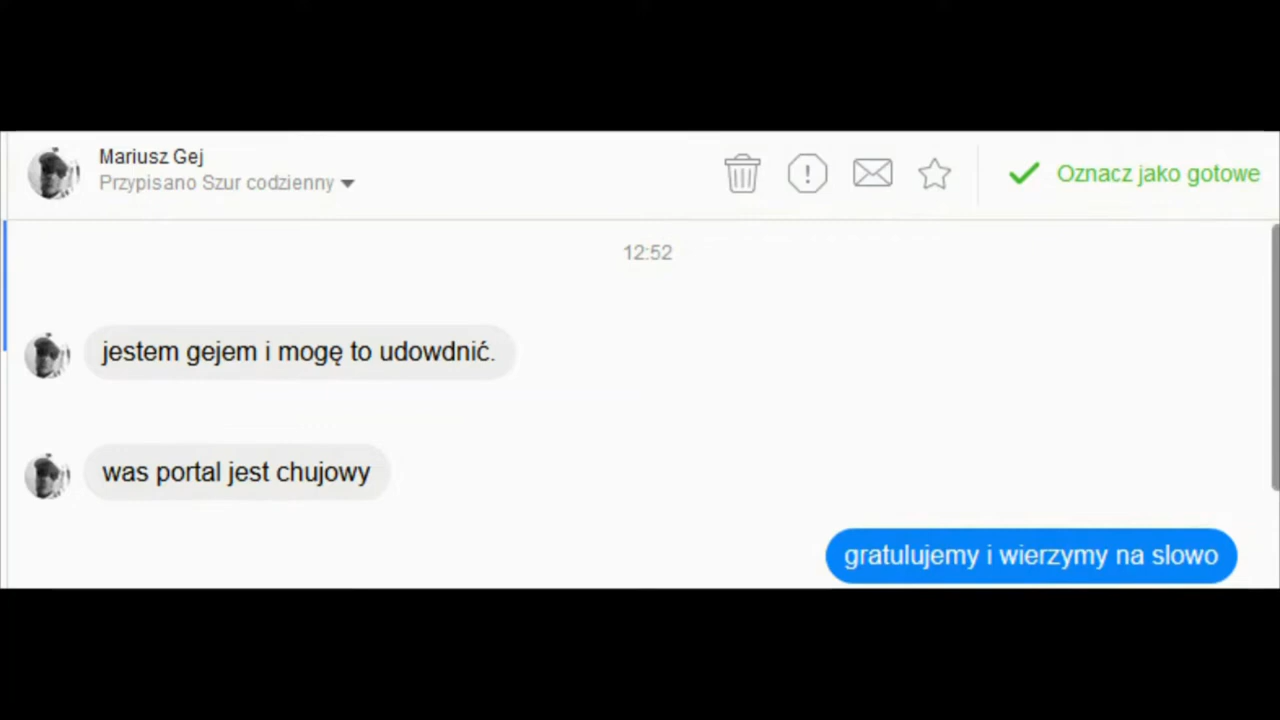 Mariusz Gej
Przypisano Szur codzienny
Oznacz jako gotowe
12:52
jestem gejem i mogę to udowdnić.
was portal jest chujowy
gratulujemy i wierzymy na slowo